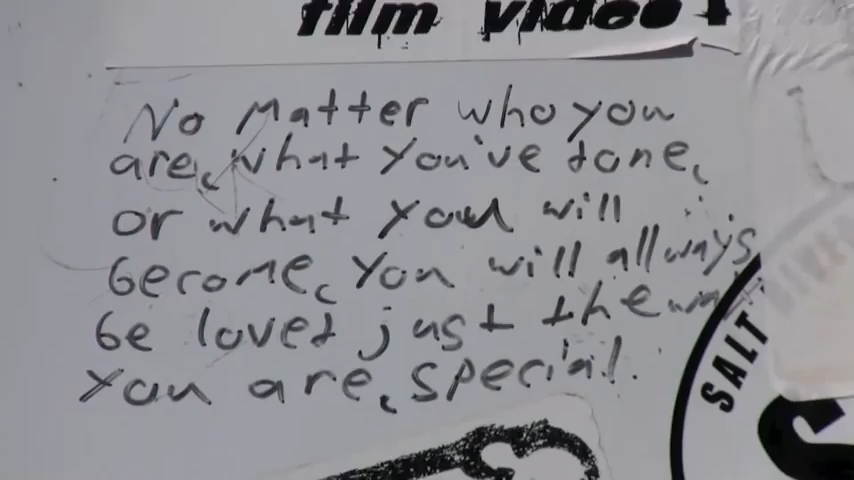 film video +
No Matter who you
are, what you've done,
or what you will
become, you will allways
be loved just the way
you are, special.
SALT